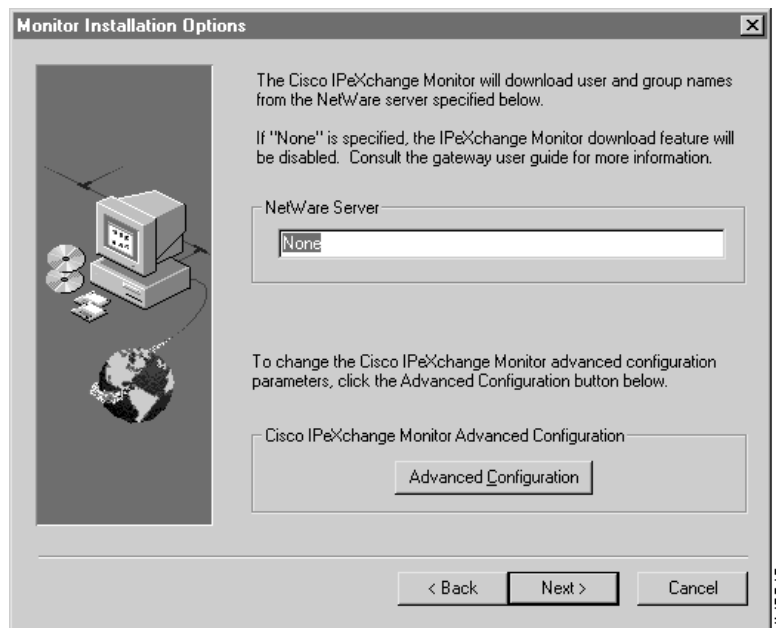 Monitor Installation Options
The Cisco IPeXchange Monitor will download user and group names
from the NetWare server specified below.
If "None" is specified, the IPeXchange Monitor download feature will
be disabled.  Consult the gateway user guide for more information.
NetWare Server
None
To change the Cisco IPeXchange Monitor advanced configuration
parameters, click the Advanced Configuration button below.
Cisco IPeXchange Monitor Advanced Configuration
Advanced Configuration
< Back
Next >
Cancel